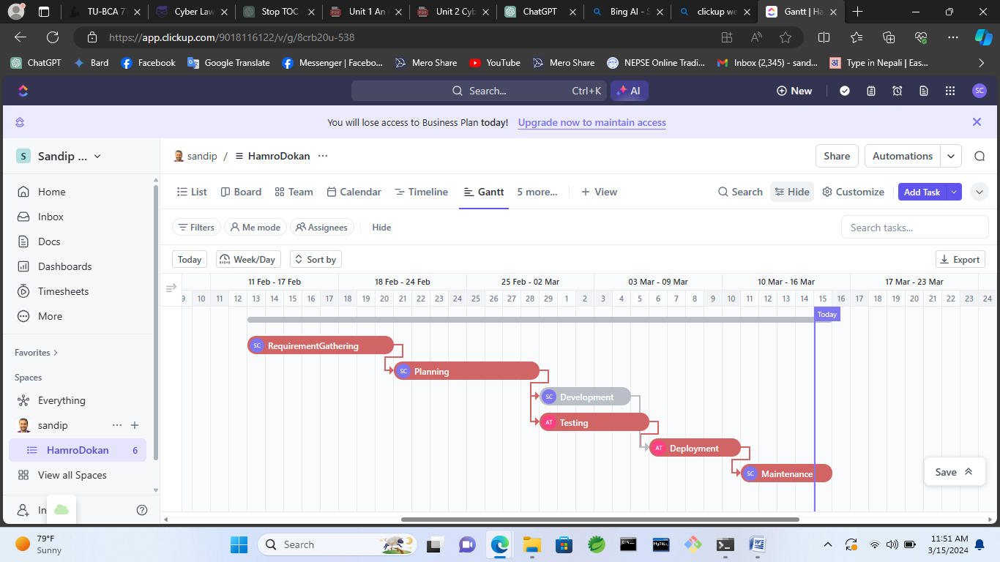 TU-BCA 7
Cyber Law
Stop TOC
Unit 1 An
Unit 2 Cyb
ChatGPT
Bing AI - S
clickup we
Gantt | Ha
https://app.clickup.com/9018116122/v/g/8crb20u-538
ChatGPT
Bard
Facebook
Google Translate
Messenger | Facebo...
Mero Share
YouTube
Mero Share
NEPSE Online Tradi...
Inbox (2,345) - sand...
Type in Nepali | Eas...
Search...
Ctrl+K
AI
New
SC
You will lose access to Business Plan today! Upgrade now to maintain access
S Sandip ...
sandip / HamroDokan ...
Share
Automations
Home
Inbox
Docs
Dashboards
Timesheets
More
Favorites
Spaces
Everything
sandip
HamroDokan 6
View all Spaces
In
List
Board
Team
Calendar
Timeline
Gantt
5 more...
+ View
Search
Hide
Customize
Add Task
Filters
Me mode
Assignees
Hide
Search tasks...
Today
Week/Day
Sort by
Export
11 Feb - 17 Feb
18 Feb - 24 Feb
25 Feb - 02 Mar
03 Mar - 09 Mar
10 Mar - 16 Mar
17 Mar - 23 Mar
9 10 11 12 13 14 15 16 17 18 19 20 21 22 23 24 25 26 27 28 29 1 2 3 4 5 6 7 8 9 10 11 12 13 14 15 16 17 18 19 20 21 22 23 24
Today
SC RequirementGathering
SC Planning
SC Development
AT Testing
AT Deployment
SC Maintenance
Save
79°F
Sunny
Search
11:51 AM
3/15/2024